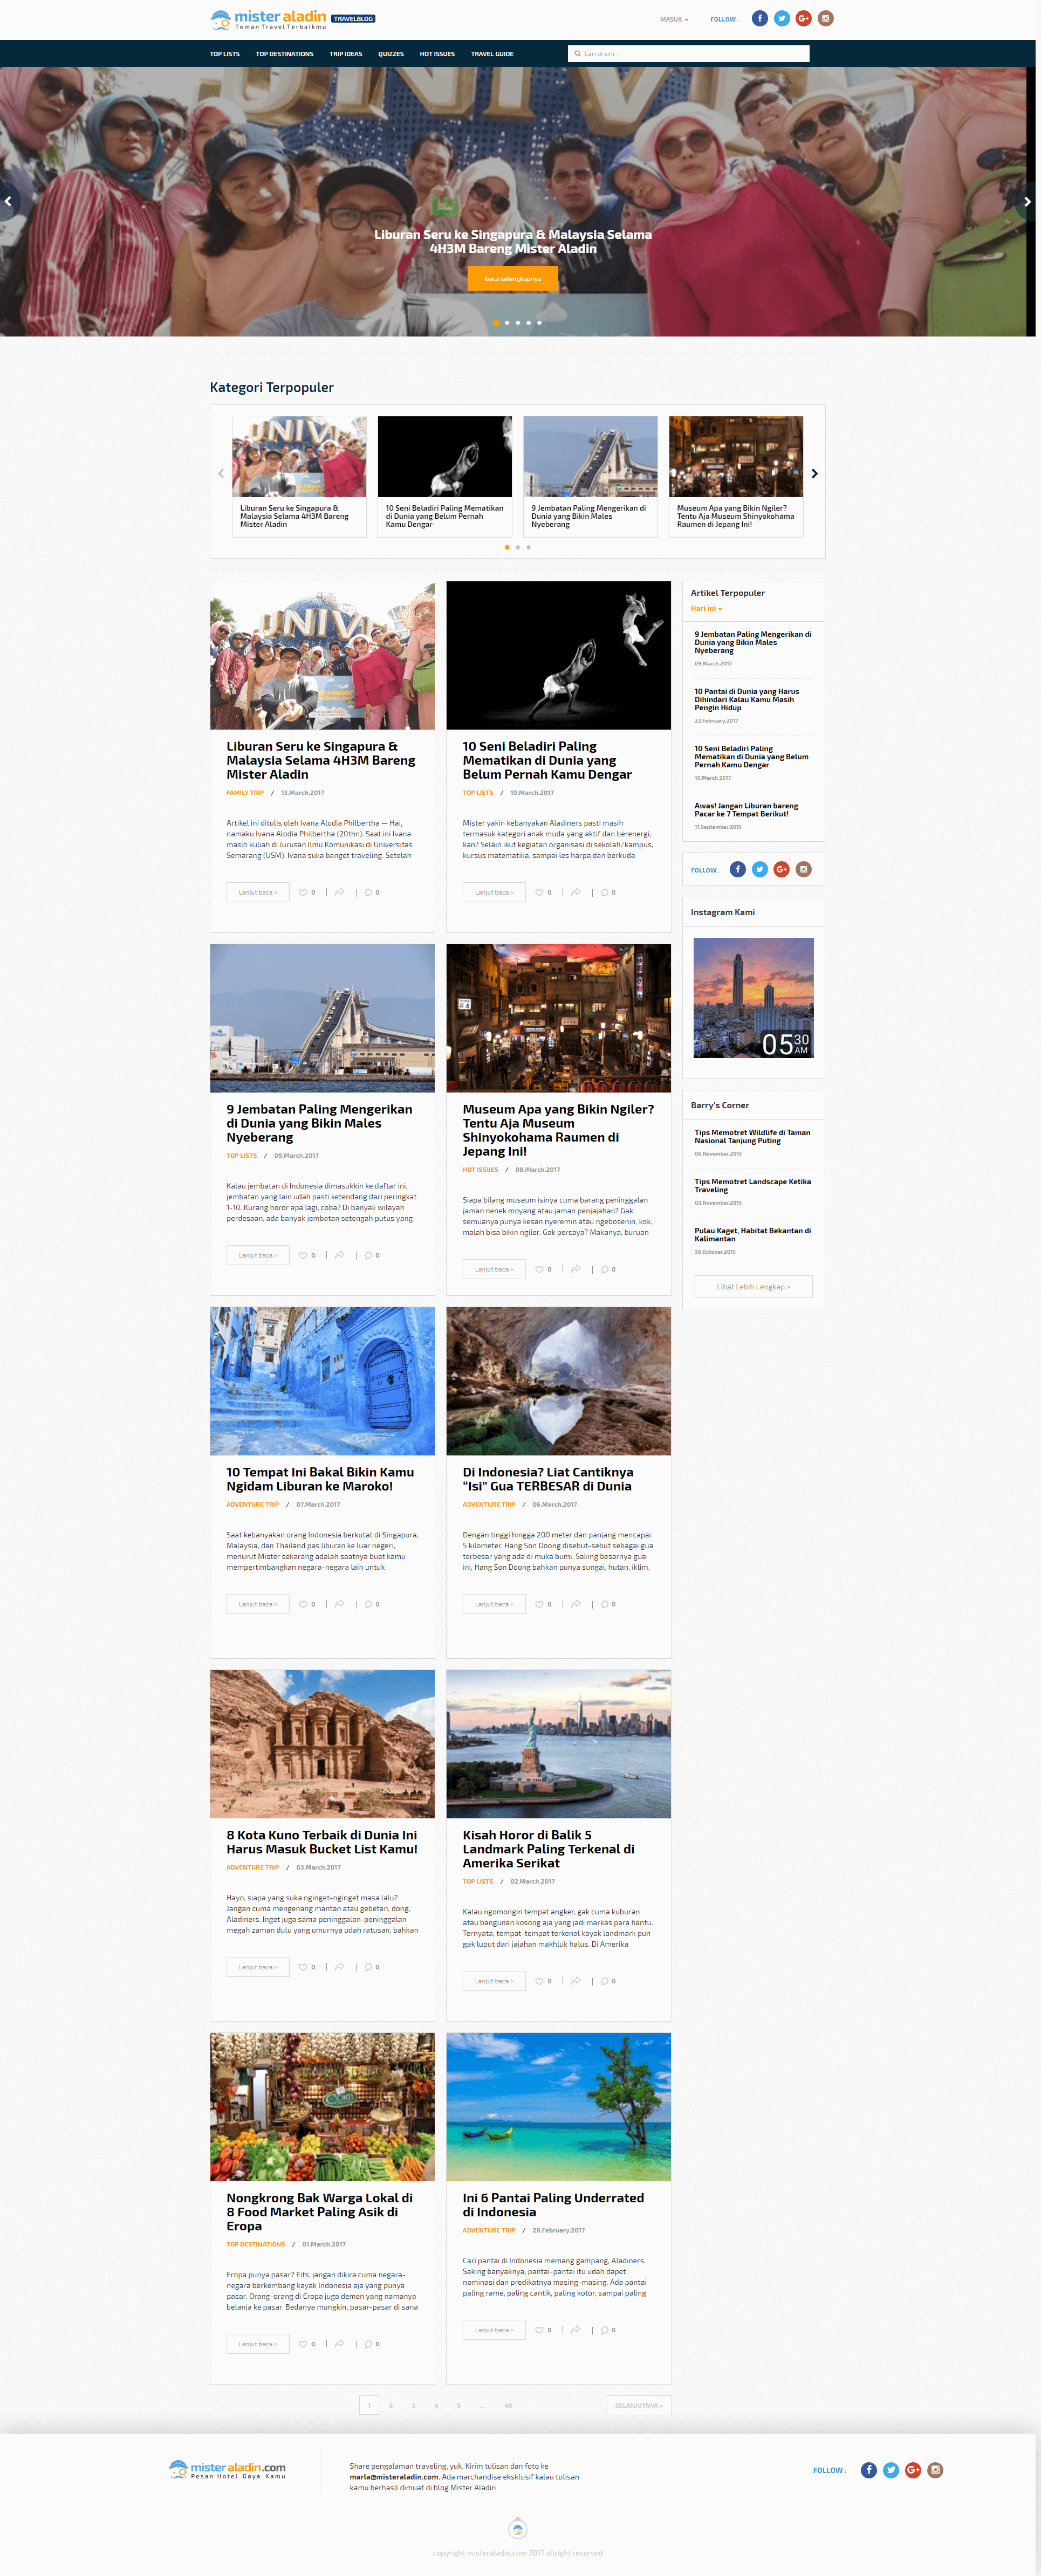 mister aladin TRAVELBLOG
Teman Travel Terbaikmu
MASUK
FOLLOW :
TOP LISTS TOP DESTINATIONS TRIP IDEAS QUIZZES HOT ISSUES TRAVEL GUIDE
Cari di sini...
Liburan Seru ke Singapura & Malaysia Selama
4H3M Bareng Mister Aladin
baca selengkapnya
Kategori Terpopuler
Liburan Seru ke Singapura &
Malaysia Selama 4H3M Bareng
Mister Aladin
10 Seni Beladiri Paling Mematikan
di Dunia yang Belum Pernah
Kamu Dengar
9 Jembatan Paling Mengerikan di
Dunia yang Bikin Males
Nyeberang
Museum Apa yang Bikin Ngiler?
Tentu Aja Museum Shinyokohama
Raumen di Jepang Ini!
Liburan Seru ke Singapura &
Malaysia Selama 4H3M Bareng
Mister Aladin
FAMILY TRIP / 13.March.2017
Artikel ini ditulis oleh Ivana Alodia Philbertha — Hai,
namaku Ivana Alodia Philbertha (20thn). Saat ini Ivana
masih kuliah di Jurusan Ilmu Komunikasi di Universitas
Semarang (USM). Ivana suka banget traveling. Setelah
Lanjut baca > 0 | | 0
10 Seni Beladiri Paling
Mematikan di Dunia yang
Belum Pernah Kamu Dengar
TOP LISTS / 10.March.2017
Mister yakin kebanyakan Aladiners pasti masih
termasuk kategori anak muda yang aktif dan berenergi,
kan? Selain ikut kegiatan organisasi di sekolah/kampus,
kursus matematika, sampai les harpa dan berkuda
Lanjut baca > 0 | | 0
Artikel Terpopuler
Hari ini
9 Jembatan Paling Mengerikan di
Dunia yang Bikin Males
Nyeberang
09.March.2017
10 Pantai di Dunia yang Harus
Dihindari Kalau Kamu Masih
Pengin Hidup
23.February.2017
10 Seni Beladiri Paling
Mematikan di Dunia yang Belum
Pernah Kamu Dengar
10.March.2017
Awas! Jangan Liburan bareng
Pacar ke 7 Tempat Berikut!
11.September.2015
FOLLOW :
Instagram Kami
05 30
AM
Barry's Corner
Tips Memotret Wildlife di Taman
Nasional Tanjung Puting
06.November.2015
Tips Memotret Landscape Ketika
Traveling
03.November.2015
Pulau Kaget, Habitat Bekantan di
Kalimantan
30.October.2015
Lihat Lebih Lengkap >
9 Jembatan Paling Mengerikan
di Dunia yang Bikin Males
Nyeberang
TOP LISTS / 09.March.2017
Kalau jembatan di Indonesia dimasukkin ke daftar ini,
jembatan yang lain udah pasti ketendang dari peringkat
1-10. Kurang horor apa lagi, coba? Di banyak wilayah
perdesaan, ada banyak jembatan setengah putus yang
Lanjut baca > 0 | | 0
Museum Apa yang Bikin Ngiler?
Tentu Aja Museum
Shinyokohama Raumen di
Jepang Ini!
HOT ISSUES / 08.March.2017
Siapa bilang museum isinya cuma barang peninggalan
jaman nenek moyang atau jaman penjajahan? Gak
semuanya punya kesan nyeremin atau ngebosenin, kok,
malah bisa bikin ngiler. Gak percaya? Makanya, buruan
Lanjut baca > 0 | | 0
10 Tempat Ini Bakal Bikin Kamu
Ngidam Liburan ke Maroko!
ADVENTURE TRIP / 07.March.2017
Saat kebanyakan orang Indonesia berkutat di Singapura,
Malaysia, dan Thailand pas liburan ke luar negeri,
menurut Mister sekarang adalah saatnya buat kamu
mempertimbangkan negara-negara lain untuk
Lanjut baca > 0 | | 0
Di Indonesia? Liat Cantiknya
“Isi” Gua TERBESAR di Dunia
ADVENTURE TRIP / 06.March.2017
Dengan tinggi hingga 200 meter dan panjang mencapai
5 kilometer, Hang Son Doong disebut-sebut sebagai gua
terbesar yang ada di muka bumi. Saking besarnya gua
ini, Hang Son Doong bahkan punya sungai, hutan, iklim,
Lanjut baca > 0 | | 0
8 Kota Kuno Terbaik di Dunia Ini
Harus Masuk Bucket List Kamu!
ADVENTURE TRIP / 03.March.2017
Hayo, siapa yang suka nginget-nginget masa lalu?
Jangan cuma mengenang mantan atau gebetan, dong,
Aladiners. Inget juga sama peninggalan-peninggalan
megah zaman dulu yang umurnya udah ratusan, bahkan
Lanjut baca > 0 | | 0
Kisah Horor di Balik 5
Landmark Paling Terkenal di
Amerika Serikat
TOP LISTS / 02.March.2017
Kalau ngomongin tempat angker, gak cuma kuburan
atau bangunan kosong aja yang jadi markas para hantu.
Ternyata, tempat-tempat terkenal kayak landmark pun
gak luput dari jajahan makhluk halus. Di Amerika
Lanjut baca > 0 | | 0
Nongkrong Bak Warga Lokal di
8 Food Market Paling Asik di
Eropa
TOP DESTINATIONS / 01.March.2017
Eropa punya pasar? Eits, jangan dikira cuma negara-
negara berkembang kayak Indonesia aja yang punya
pasar. Orang-orang di Eropa juga demen yang namanya
belanja ke pasar. Bedanya mungkin, pasar-pasar di sana
Lanjut baca > 0 | | 0
Ini 6 Pantai Paling Underrated
di Indonesia
ADVENTURE TRIP / 28.February.2017
Cari pantai di Indonesia memang gampang, Aladiners.
Saking banyaknya, pantai-pantai itu udah dapet
nominasi dan predikatnya masing-masing. Ada pantai
paling rame, paling cantik, paling kotor, sampai paling
Lanjut baca > 0 | | 0
1 2 3 4 5 ... 46 SELANJUTNYA »
mister aladin.com
Pesan Hotel Gaya Kamu
Share pengalaman traveling, yuk. Kirim tulisan dan foto ke
marla@misteraladin.com. Ada marchandise eksklusif kalau tulisan
kamu berhasil dimuat di blog Mister Aladin
FOLLOW :
copyright misteraladin.com 2017 allright reserved